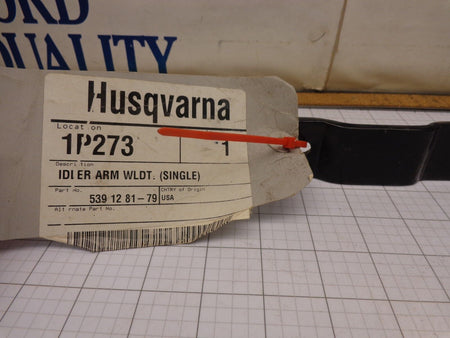 QUALITY
Husqvarna
Location
1P273 1
Description
IDLER ARM WLDT. (SINGLE)
Part No. CNTRY of Origin
539 12 81-79 USA
Alternate Part No.